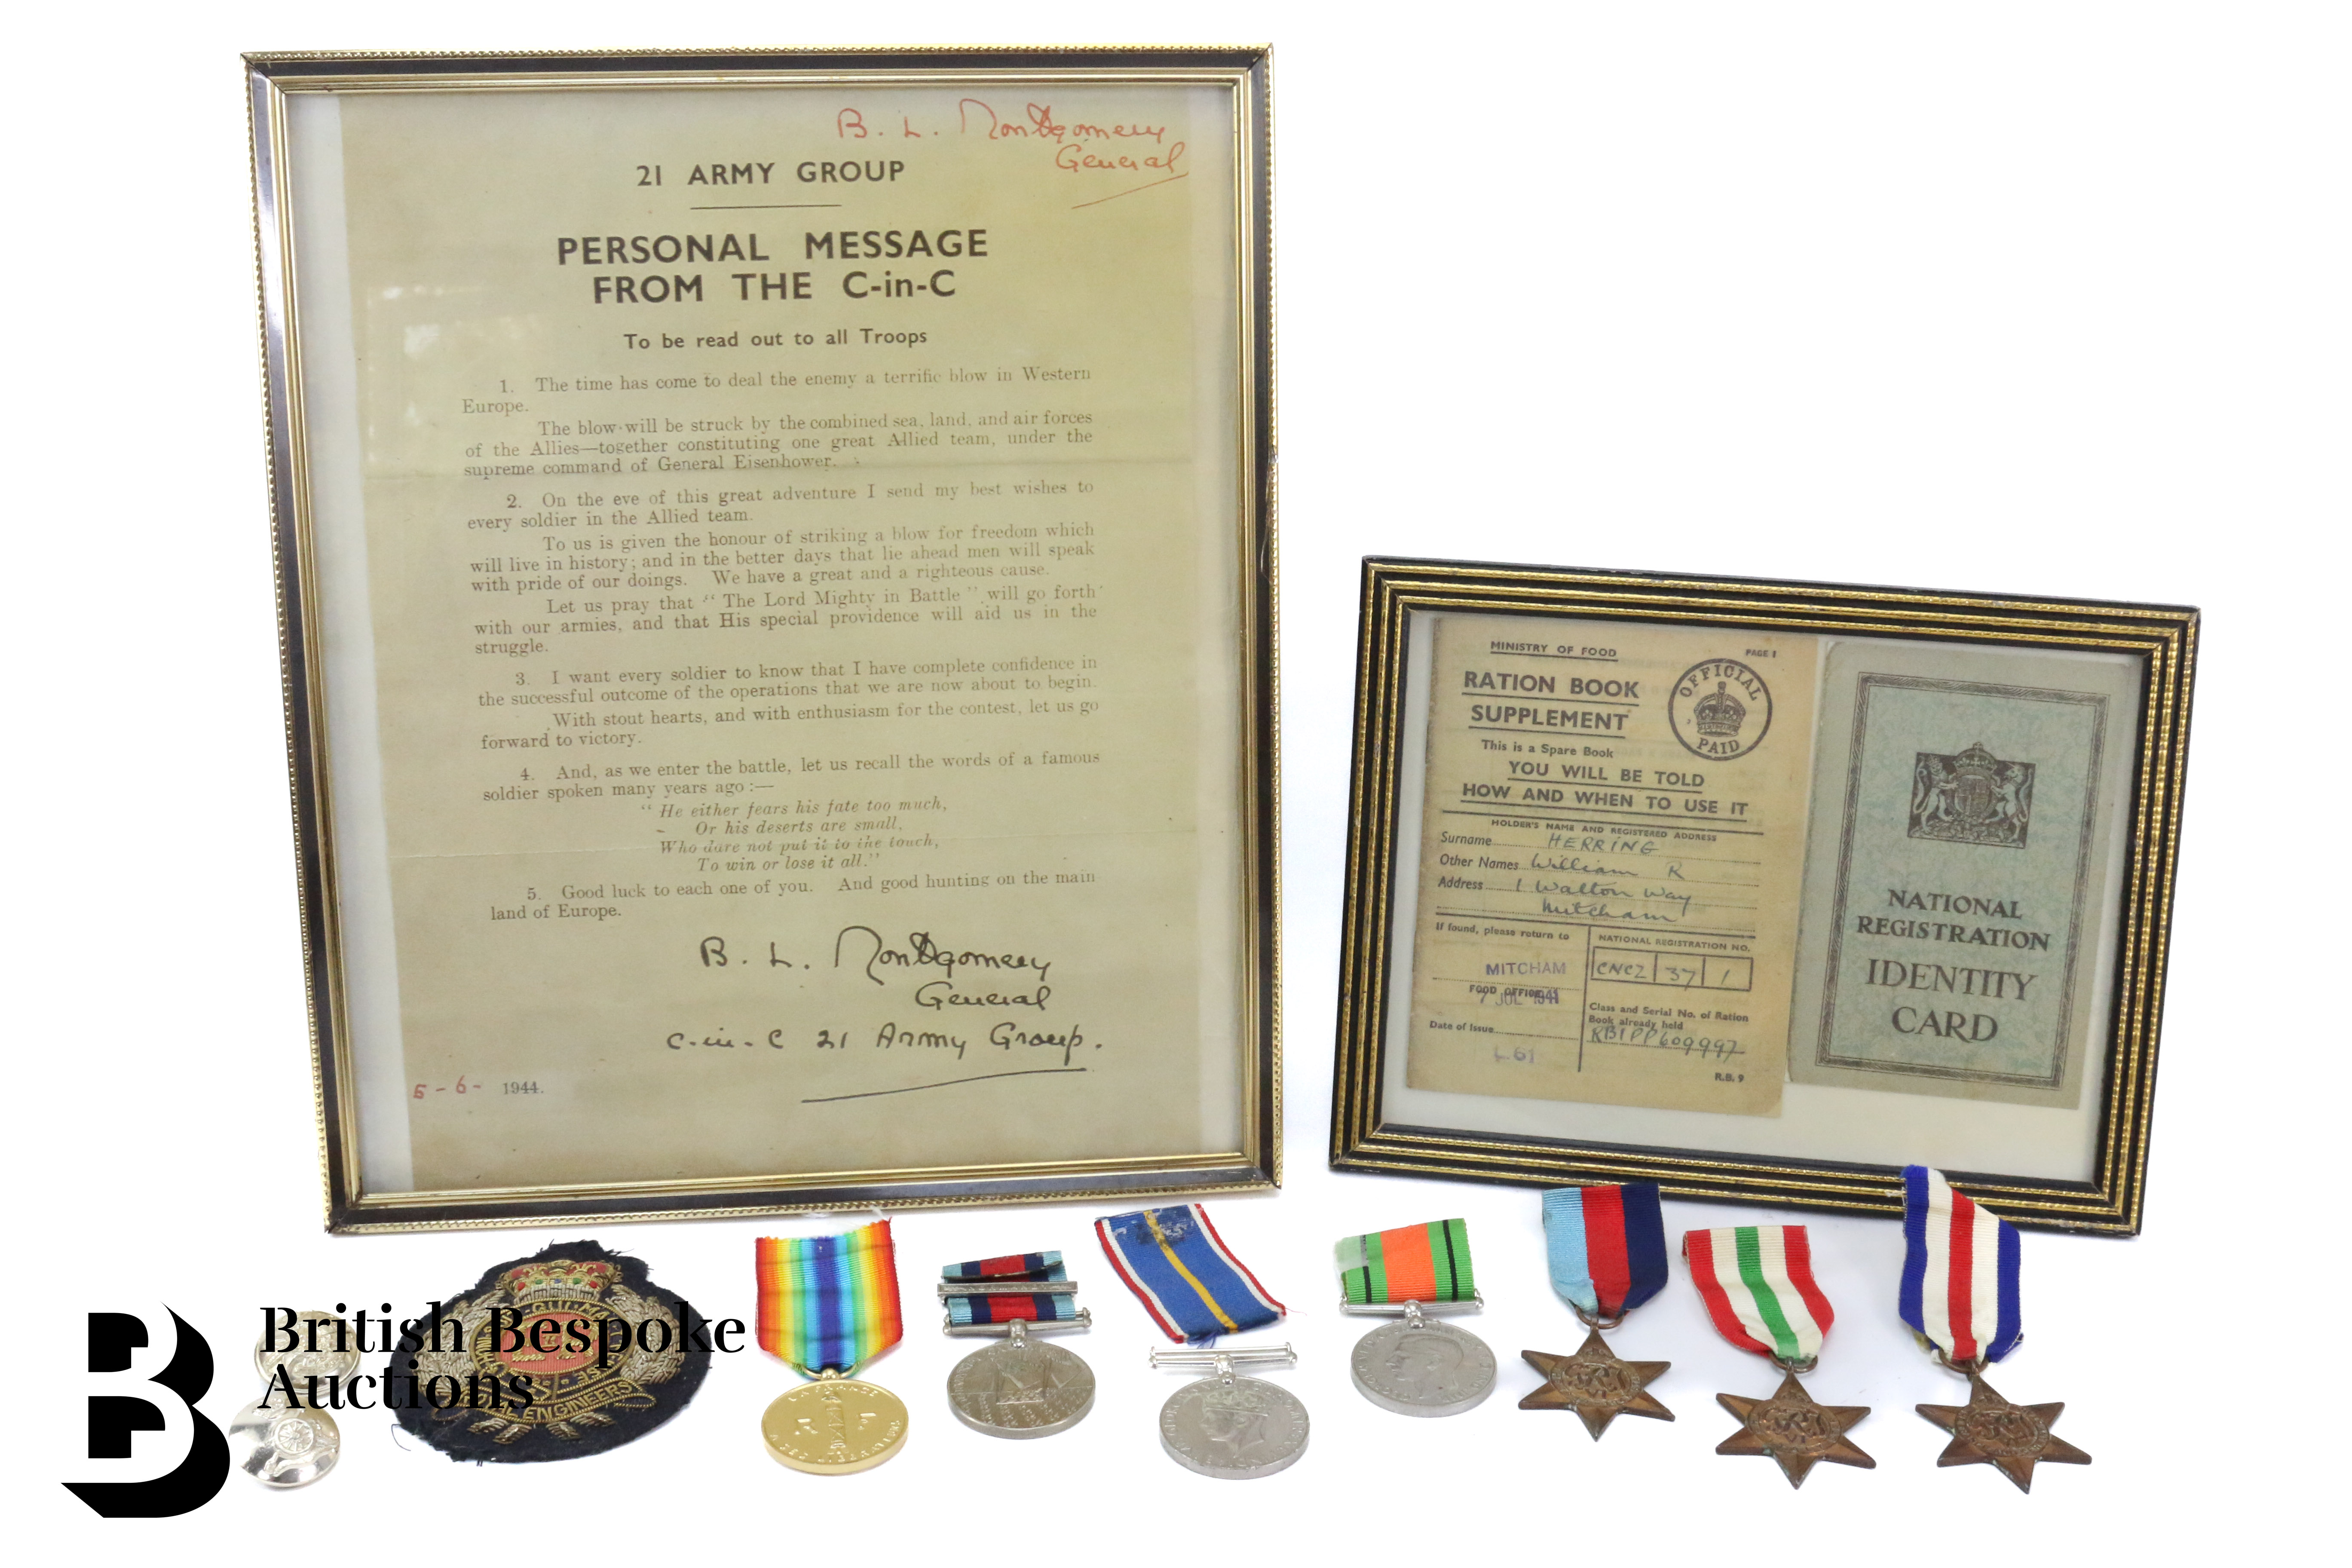 B. L. Montgomery
General
21 ARMY GROUP
PERSONAL MESSAGE
FROM THE C-in-C
To be read out to all Troops
1. The time has come to deal the enemy a terrific blow in Western
Europe.
The blow will be struck by the combined sea, land, and air forces
of the Allies—together constituting one great Allied team, under the
supreme command of General Eisenhower.
2. On the eve of this great adventure I send my best wishes to
every soldier in the Allied team.
To us is given the honour of striking a blow for freedom which
will live in history; and in the better days that lie ahead men will speak
with pride of our doings. We have a great and a righteous cause.
Let us pray that “ The Lord Mighty in Battle ” will go forth
with our armies, and that His special providence will aid us in the
struggle.
3. I want every soldier to know that I have complete confidence in
the successful outcome of the operations that we are now about to begin.
With stout hearts, and with enthusiasm for the contest, let us go
forward to victory.
4. And, as we enter the battle, let us recall the words of a famous
soldier spoken many years ago :—
“ He either fears his fate too much,
Or his deserts are small,
Who dare not put it to the touch,
To win or lose it all.”
5. Good luck to each one of you. And good hunting on the main
land of Europe.
B. L. Montgomery
General
C-in-C 21 Army Group.
5 - 6 - 1944.
MINISTRY OF FOOD
PAGE 1
RATION BOOK
SUPPLEMENT
OFFICIAL
PAID
This is a Spare Book
YOU WILL BE TOLD
HOW AND WHEN TO USE IT
HOLDER'S NAME AND REGISTERED ADDRESS
Surname HERRING
Other Names William R
Address 1 Walton Way
Mitcham
If found, please return to
NATIONAL REGISTRATION NO.
MITCHAM
CNCZ 37 1
FOOD OFFICE
7 JUL 1941
Class and Serial No. of Ration
Book already held
RB1PP609997
Date of Issue
L 61
R.B. 9
NATIONAL
REGISTRATION
IDENTITY
CARD
ENGINEERS
R F
B
British Bespoke
Auctions